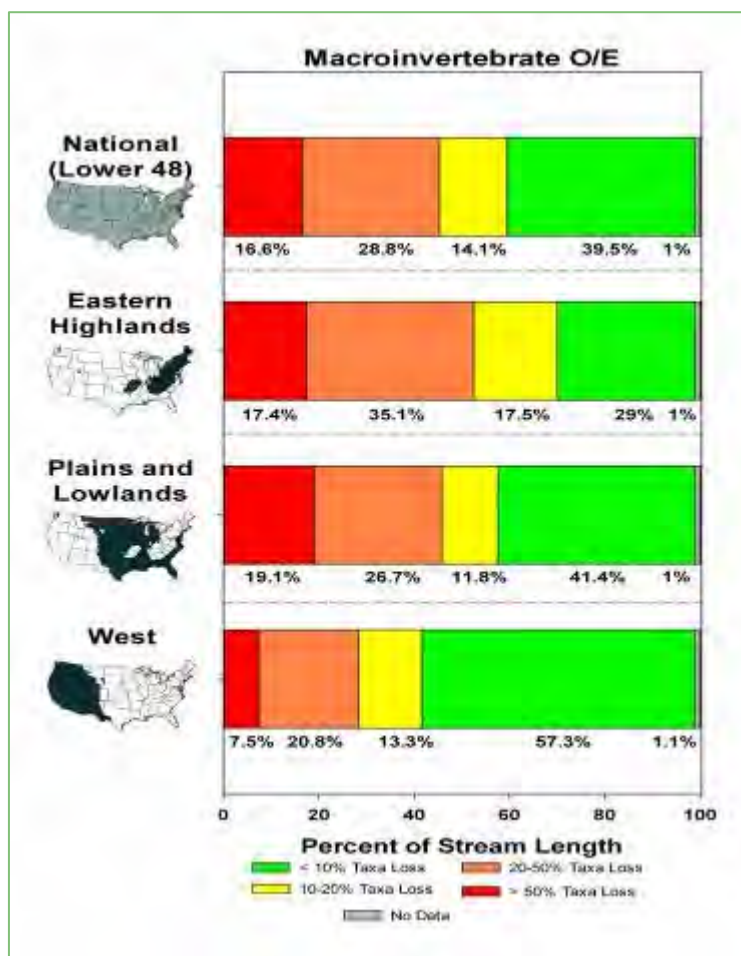 Macroinvertebrate O/E
National
(Lower 48)
16.6% 28.8% 14.1% 39.5% 1%
Eastern
Highlands
17.4% 35.1% 17.5% 29% 1%
Plains and
Lowlands
19.1% 26.7% 11.8% 41.4% 1%
West
7.5% 20.8% 13.3% 57.3% 1.1%
0 20 40 60 80 100
Percent of Stream Length
< 10% Taxa Loss 20-50% Taxa Loss
10-20% Taxa Loss > 50% Taxa Loss
No Data